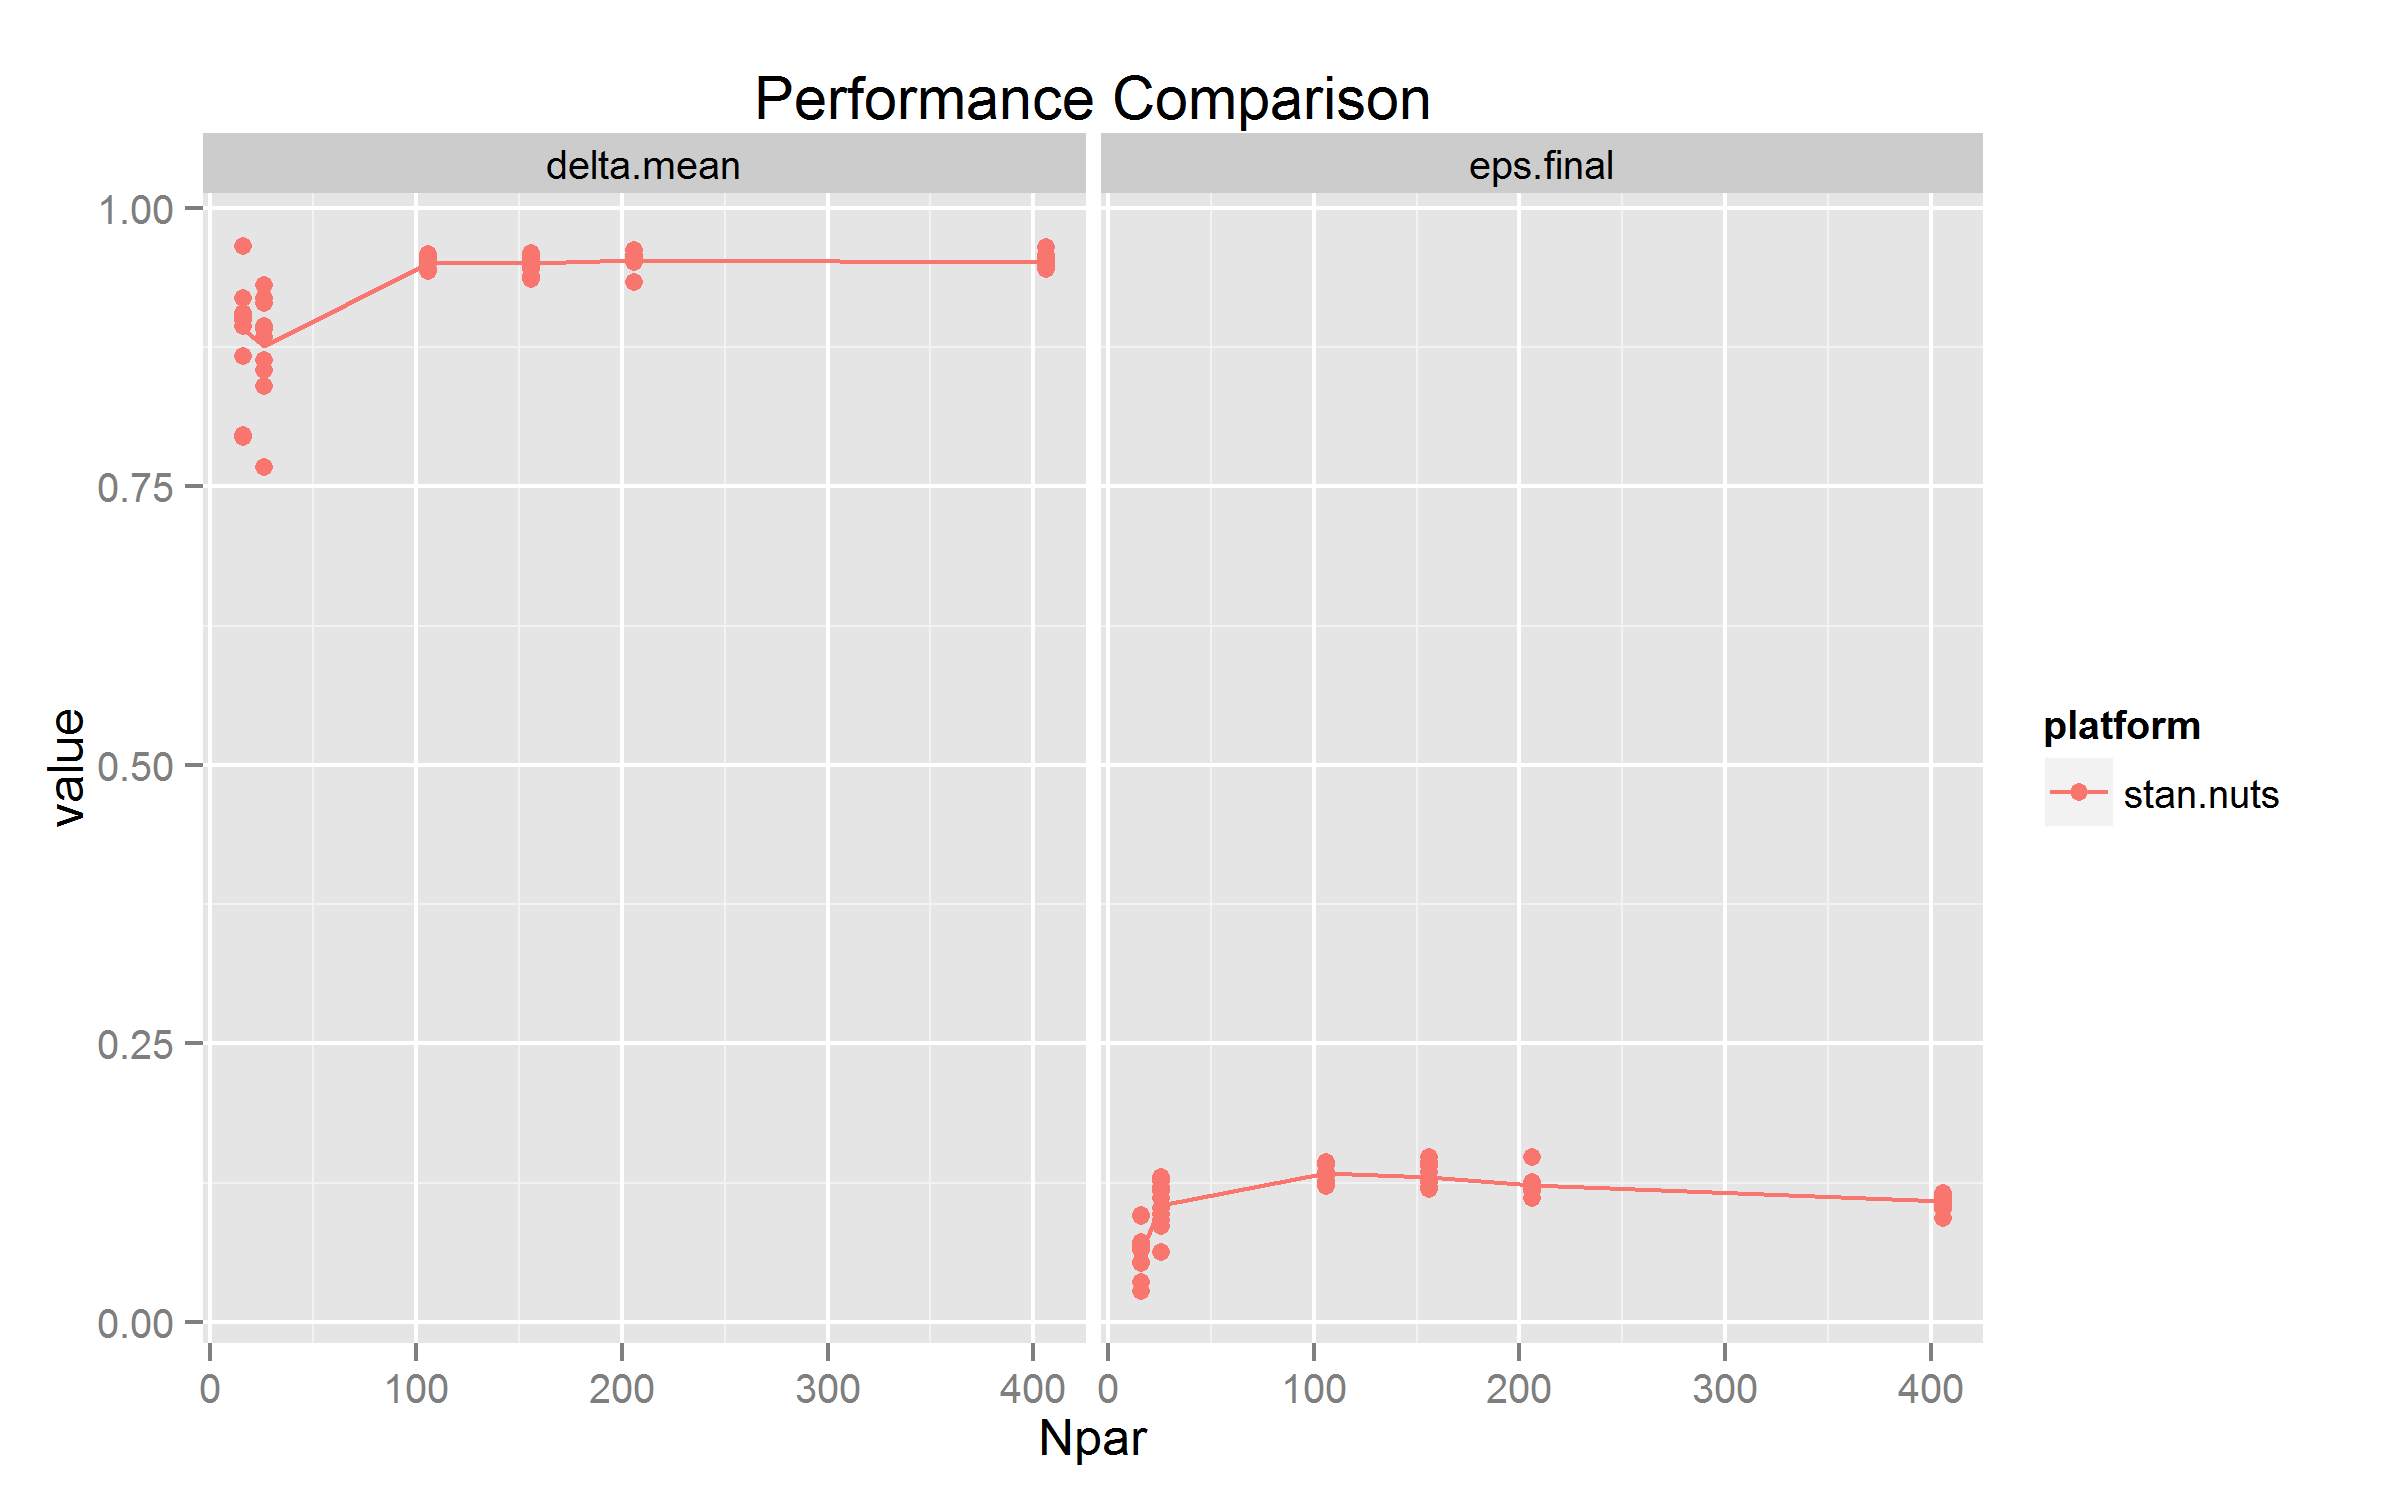 Performance Comparison
delta.mean
eps.final
1.00
0.75
0.50
0.25
0.00
value
0 100 200 300 400
0 100 200 300 400
Npar
platform
stan.nuts